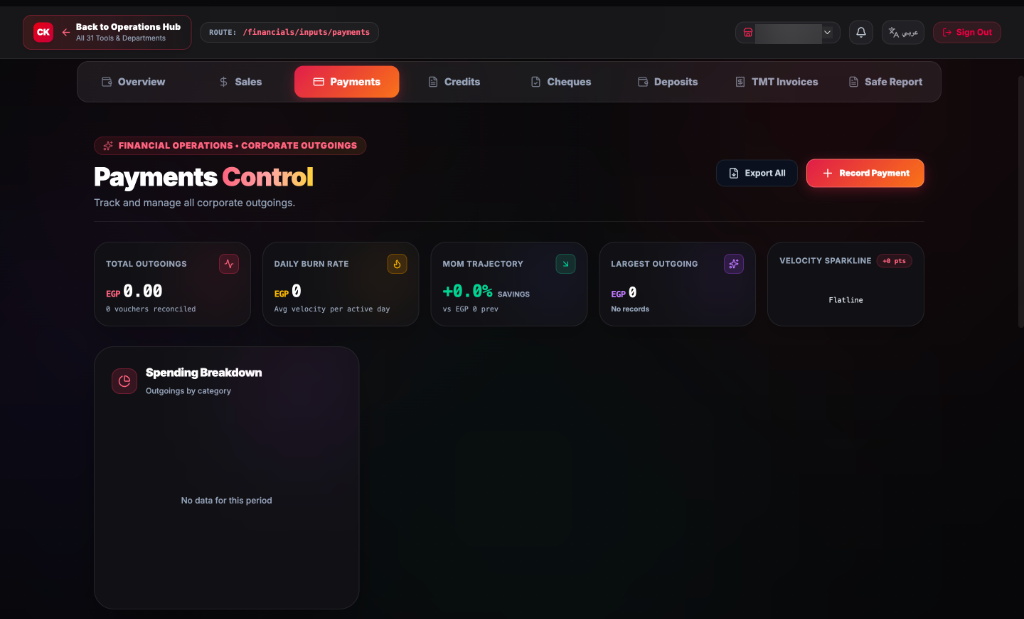 CK
Back to Operations Hub
All 31 Tools & Departments
ROUTE: /financials/inputs/payments
عربي
Sign Out
Overview
Sales
Payments
Credits
Cheques
Deposits
TMT Invoices
Safe Report
FINANCIAL OPERATIONS • CORPORATE OUTGOINGS
Payments Control
Track and manage all corporate outgoings.
Export All
Record Payment
TOTAL OUTGOINGS
EGP 0.00
0 vouchers reconciled
DAILY BURN RATE
EGP 0
Avg velocity per active day
MOM TRAJECTORY
+0.0% SAVINGS
vs EGP 0 prev
LARGEST OUTGOING
EGP 0
No records
VELOCITY SPARKLINE +0 pts
Flatline
Spending Breakdown
Outgoings by category
No data for this period